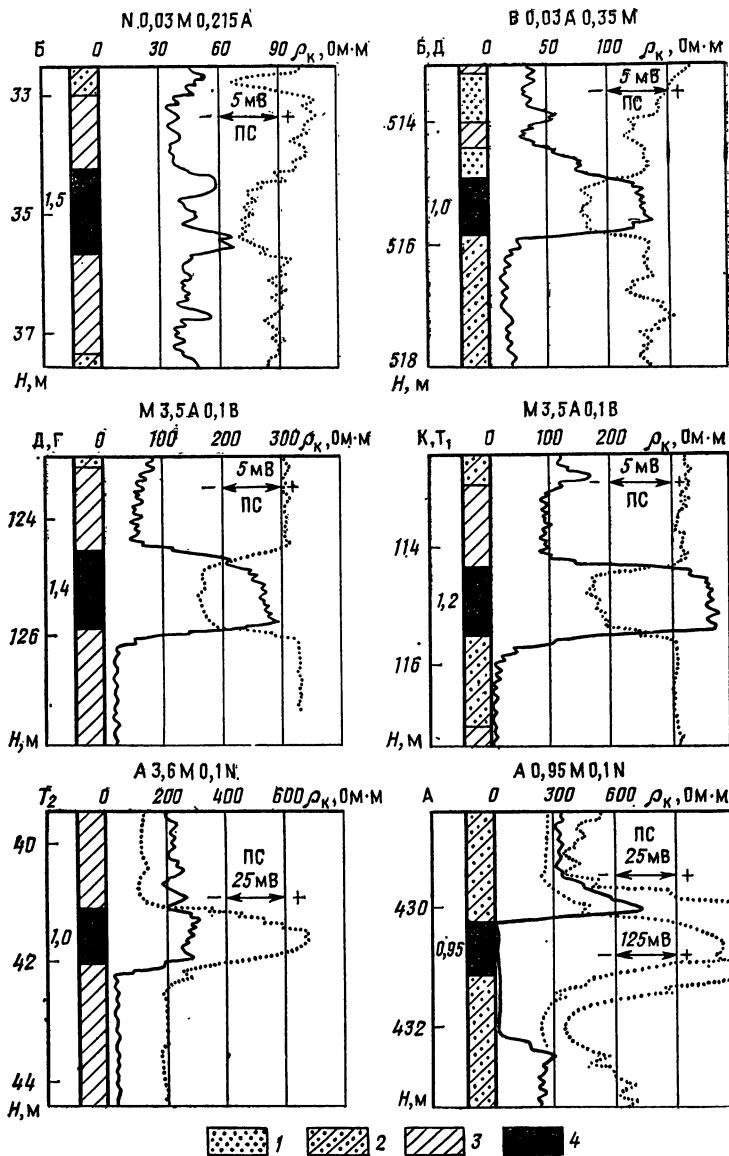 N 0,03 M 0,215 A
Б 0 30 60 90 ρк, Ом·м
33
5 мВ
- ПС +
1,5
35
37
H, м
B 0,03 A 0,35 M
Б,Д 0 50 100 ρк, Ом·м
5 мВ
- ПС +
514
1,0
516
518
H, м
M 3,5 A 0,1 B
Д, Г 0 100 200 300 ρк, Ом·м
5 мВ
- ПС +
124
1,4
126
H, м
M 3,5 A 0,1 B
К, Т1 0 100 200 ρк, Ом·м
5 мВ
- ПС +
114
1,2
116
H, м
A 3,6 M 0,1 N
Т2 0 200 400 600 ρк, Ом·м
40
ПС
25 мВ
- +
1,0
42
44
H, м
A 0,95 M 0,1 N
А 0 300 600 ρк, Ом·м
ПС
25 мВ
- +
430
0,95
125 мВ
- +
432
H, м
1 2 3 4